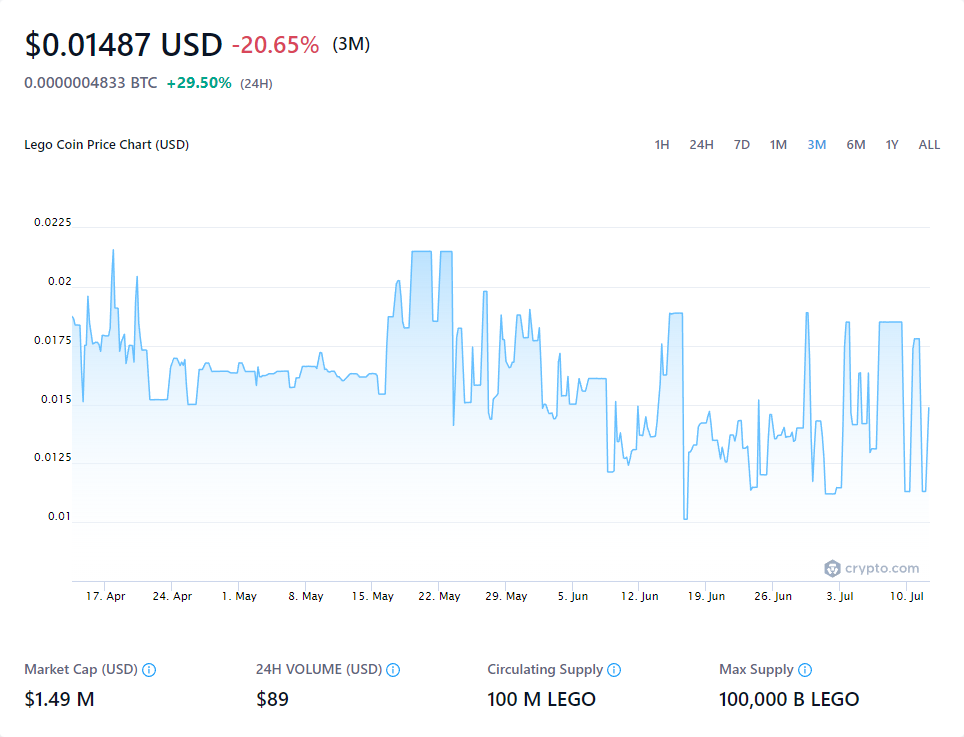 $0.01487 USD -20.65% (3M)
0.0000004833 BTC +29.50% (24H)
Lego Coin Price Chart (USD)
1H 24H 7D 1M 3M 6M 1Y ALL
0.0225
0.02
0.0175
0.015
0.0125
0.01
crypto.com
17. Apr 24. Apr 1. May 8. May 15. May 22. May 29. May 5. Jun 12. Jun 19. Jun 26. Jun 3. Jul 10. Jul
Market Cap (USD) 24H VOLUME (USD) Circulating Supply Max Supply
$1.49 M $89 100 M LEGO 100,000 B LEGO